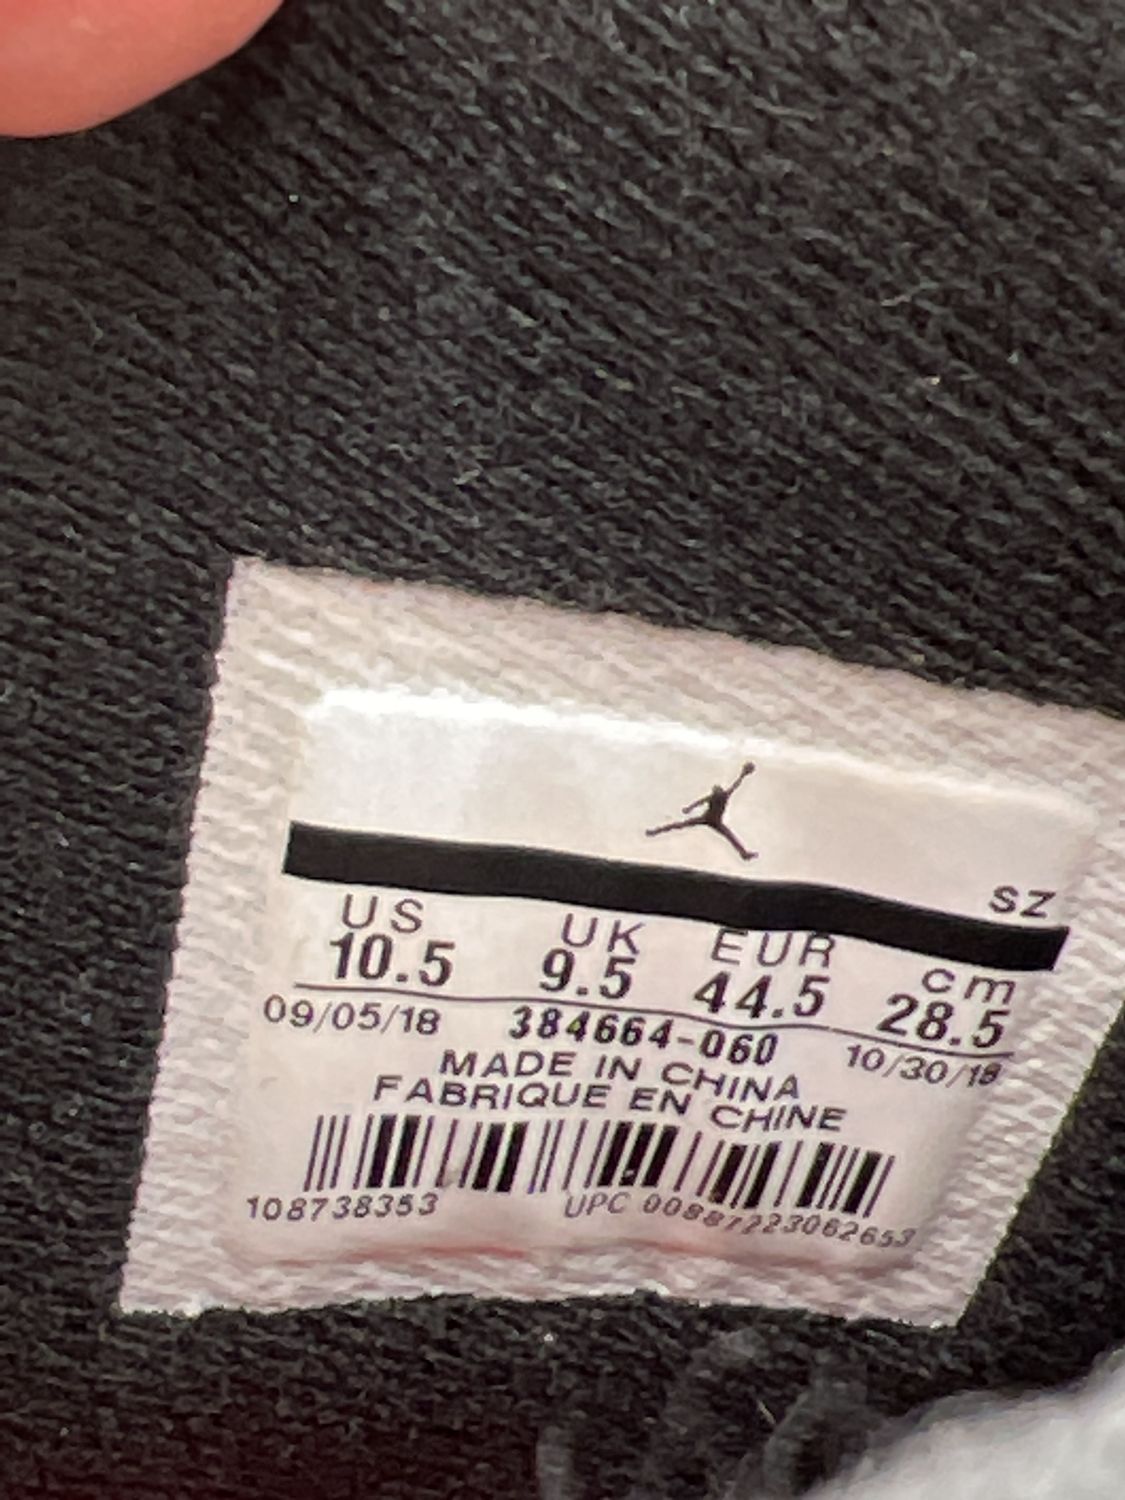 SZ
US UK EUR cm
10.5 9.5 44.5 28.5
09/05/18 384664-060 10/30/18
MADE IN CHINA
FABRIQUE EN CHINE
108738353 UPC 00887223062653